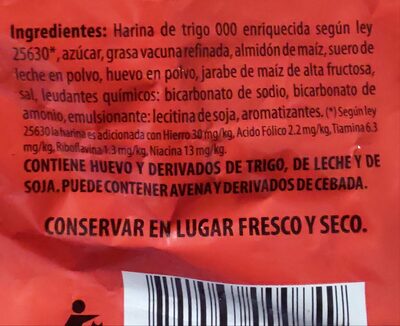 Ingredientes: Harina de trigo 000 enriquecida según ley
25630*, azúcar, grasa vacuna refinada, almidón de maíz, suero de
leche en polvo, huevo en polvo, jarabe de maíz de alta fructosa,
sal, leudantes químicos: bicarbonato de sodio, bicarbonato de
amonio, emulsionante: lecitina de soja, aromatizantes. (*) Según ley
25630 la harina es adicionada con Hierro 30 mg/kg, Acido Fólico 2.2 mg/kg, Tiamina 6.3
mg/kg, Riboflavina 1.3 mg/kg, Niacina 13 mg/kg.
CONTIENE HUEVO Y DERIVADOS DE TRIGO, DE LECHE Y DE
SOJA. PUEDE CONTENER AVENA Y DERIVADOS DE CEBADA.
CONSERVAR EN LUGAR FRESCO Y SECO.